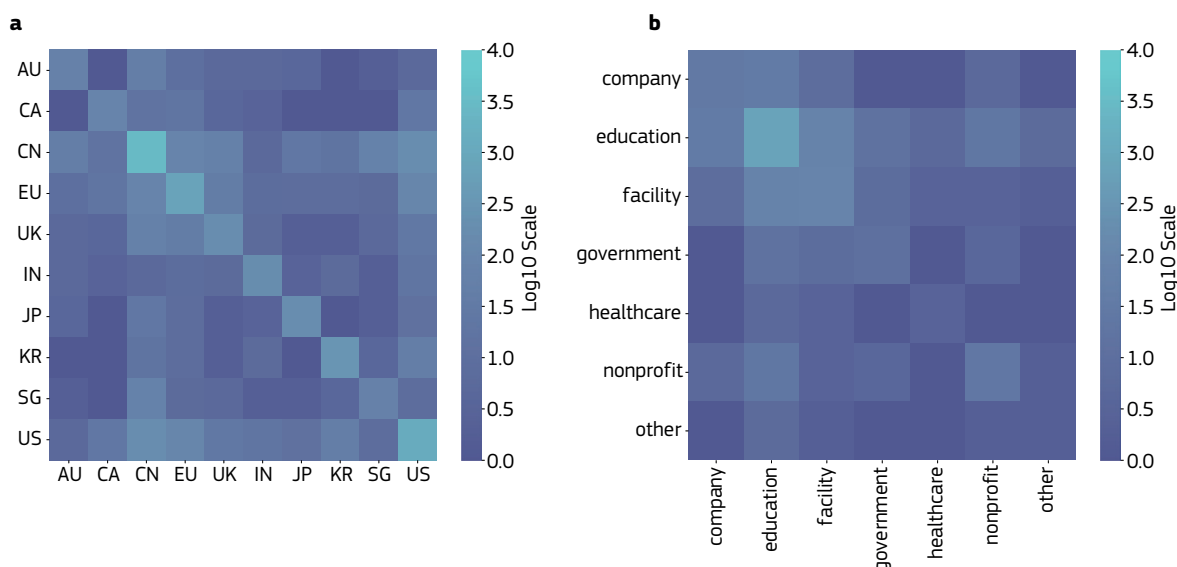 a
AU
CA
CN
EU
UK
IN
JP
KR
SG
US
AU CA CN EU UK IN JP KR SG US
4.0
3.5
3.0
2.5
2.0
1.5
1.0
0.5
0.0
Log10 Scale
b
company
education
facility
government
healthcare
nonprofit
other
company education facility government healthcare nonprofit other
4.0
3.5
3.0
2.5
2.0
1.5
1.0
0.5
0.0
Log10 Scale